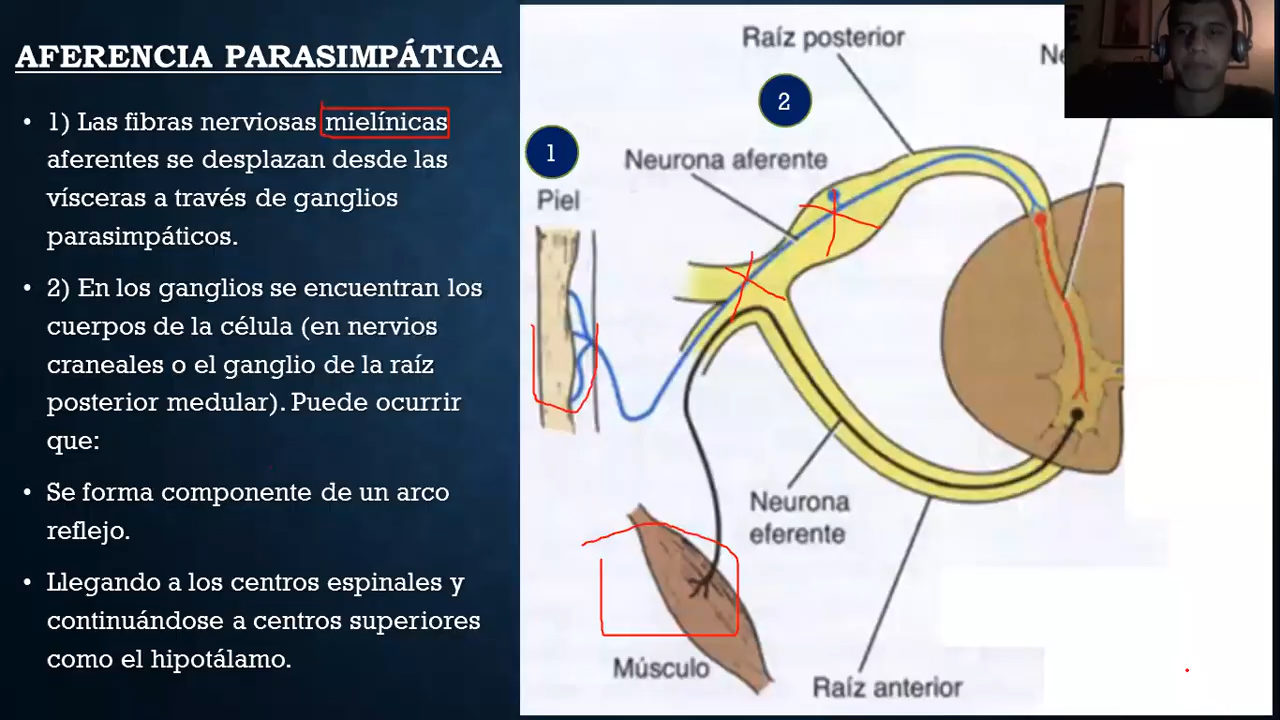 AFERENCIA PARASIMPÁTICA
• 1) Las fibras nerviosas mielínicas
aferentes se desplazan desde las
vísceras a través de ganglios
parasimpáticos.
• 2) En los ganglios se encuentran los
cuerpos de la célula (en nervios
craneales o el ganglio de la raíz
posterior medular). Puede ocurrir
que:
• Se forma componente de un arco
reflejo.
• Llegando a los centros espinales y
continuándose a centros superiores
como el hipotálamo.
Raíz posterior
2
1
Neurona aferente
Piel
Neurona
eferente
Músculo
Raíz anterior